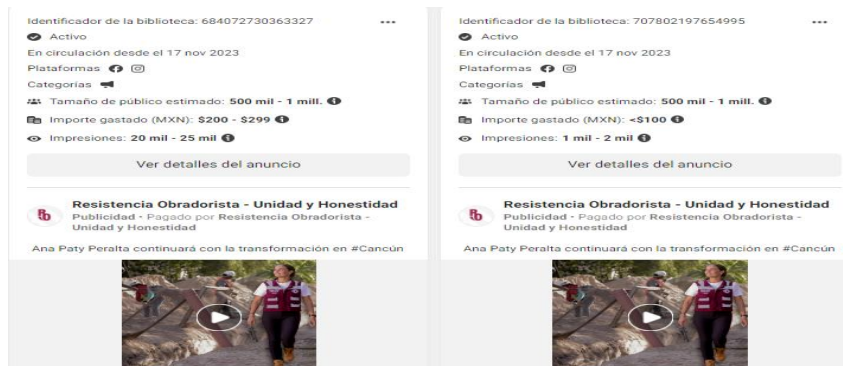 Identificador de la biblioteca: 684072730363327
Activo
En circulación desde el 17 nov 2023
Plataformas
Categorías
Tamaño de público estimado: 500 mil - 1 mill.
Importe gastado (MXN): $200 - $299
Impresiones: 20 mil - 25 mil
Ver detalles del anuncio
Resistencia Obradorista - Unidad y Honestidad
Publicidad • Pagado por Resistencia Obradorista -
Unidad y Honestidad
Ana Paty Peralta continuará con la transformación en #Cancún
Identificador de la biblioteca: 707802197654995
Activo
En circulación desde el 17 nov 2023
Plataformas
Categorías
Tamaño de público estimado: 500 mil - 1 mill.
Importe gastado (MXN): <$100
Impresiones: 1 mil - 2 mil
Ver detalles del anuncio
Resistencia Obradorista - Unidad y Honestidad
Publicidad • Pagado por Resistencia Obradorista -
Unidad y Honestidad
Ana Paty Peralta continuará con la transformación en #Cancún